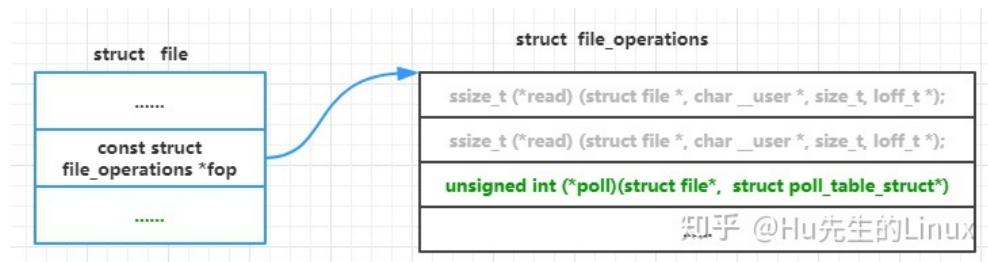 struct file
......
const struct
file_operations *fop
......
struct file_operations
ssize_t (*read) (struct file *, char __user *, size_t, loff_t *);
ssize_t (*read) (struct file *, char __user *, size_t, loff_t *);
unsigned int (*poll)(struct file*, struct poll_table_struct*)
......
知乎 @Hu先生的Linux